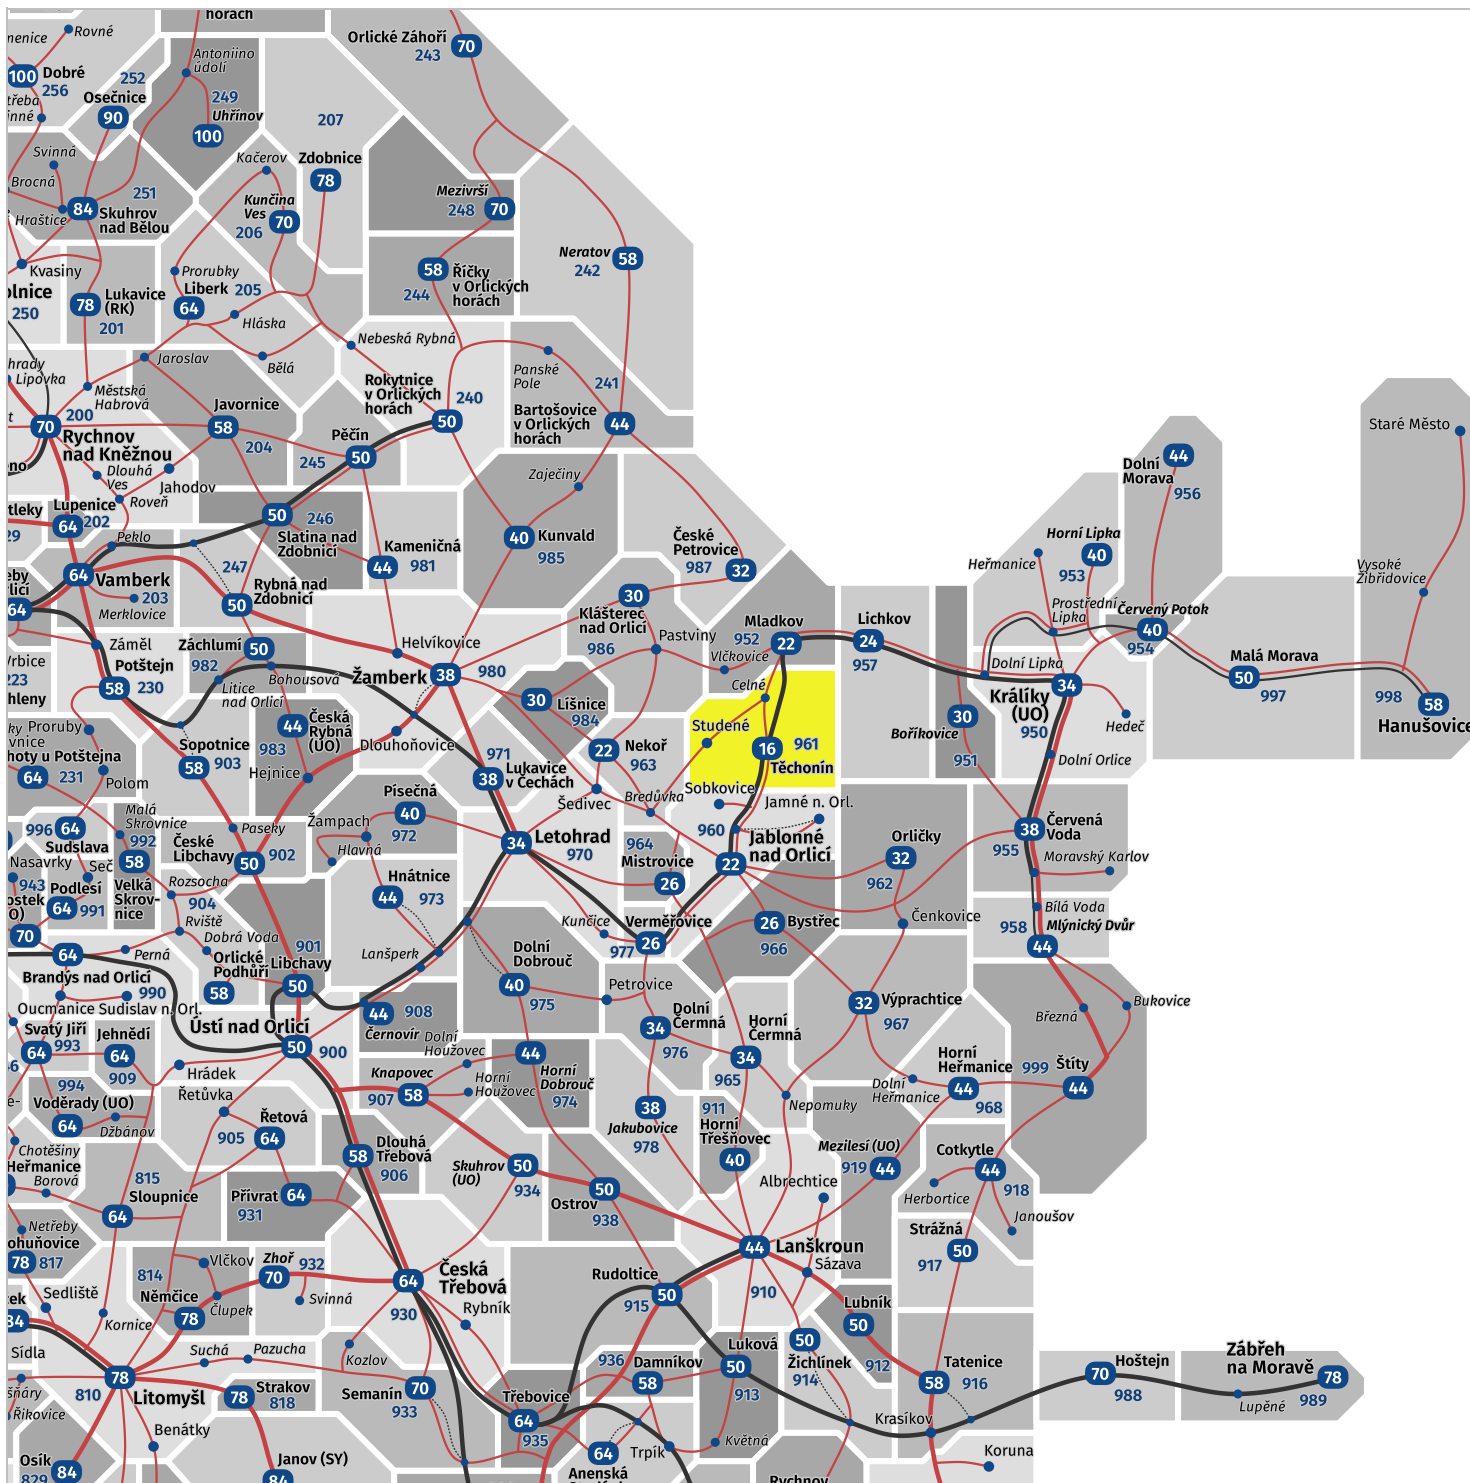 horách
Rovné
Orlické Záhoří
70
243
Antoniino
údolí
252
100
Dobré
256
Osečnice
90
249
Uhřínov
100
207
Svinná
Brocná
Hraštice
84
251
Skuhrov
nad Bělou
Kačerov
Zdobnice
78
Kunčina
Ves
70
206
Mezivrší
248
70
Neratov
58
242
Kvasiny
250
78
Lukavice
(RK)
201
Prorubky
Liberk
205
64
Hláska
Bělá
58
244
Říčky
v Orlických
horách
Nebeská Rybná
Panské
Pole
241
Lipovka
Městská
Habrová
Jaroslav
200
70
Rychnov
nad Kněžnou
Javornice
58
204
Rokytnice
v Orlických
horách
240
50
Bartošovice
v Orlických
horách
44
Pěčín
245
50
Dlouhá
Ves
Jahodov
Roveň
Lupenice
202
64
Peklo
50
246
Slatina nad
Zdobnicí
Kameničná
981
44
Zaječiny
40
Kunvald
985
České
Petrovice
987
32
64
Vamberk
203
Merklovice
247
Rybná nad
Zdobnicí
50
64
30
Klášterec
nad Orlicí
986
Pastviny
Mladkov
952
22
Vlčkovice
Celné
Lichkov
24
957
Dolní
Morava
44
956
Horní Lipka
40
953
Heřmanice
Prostřední
Lipka
Červený Potok
40
954
Dolní Lipka
Malá Morava
50
997
Staré Město
Vysoké
Žibřidovice
998
58
Hanušovice
Záměl
Potštejn
58
230
Záchlumí
982
50
Litice
nad Orlicí
Bohousová
Helvíkovice
Žamberk
38
980
30
Líšnice
984
Králíky
(UO)
950
34
Hedeč
30
Boříkovice
951
Dolní Orlice
Proruby
64
231
Polom
Sopotnice
58
903
44
Česká
Rybná
(UO)
983
Hejnice
Dlouhoňovice
971
38
Lukavice
v Čechách
22
Nekoř
963
Studené
16
961
Těchonín
Šedivec
Bredůvka
Sobkovice
Jamné n. Orl.
996
64
Sudslava
Seč
Nasavrky
943
Podlesí
64
991
70
Malá
Skrovnice
992
58
Velká
Skrov-
nice
České
Libchavy
50
902
Paseky
Rozsocha
904
Rviště
Dobrá Voda
Písečná
40
972
Žampach
Hlavná
34
Letohrad
970
964
Mistrovice
26
960
22
Jablonné
nad Orlicí
Orličky
32
962
38
Červená
Voda
955
Moravský Karlov
Bílá Voda
958
Mlýnický Dvůr
44
Hnátnice
44
973
Lanšperk
Kunčice
Verměřovice
977
26
26
Bystřec
966
Čenkovice
64
Brandýs nad Orlicí
990
Perná
Orlické
Podhůří
58
901
Libchavy
50
Oucmanice
Sudislav n. Orl.
Dolní
Dobrouč
40
975
Petrovice
Svatý Jiří
64
993
Jehnědí
64
909
Ústí nad Orlicí
50
900
Hrádek
44
908
Černovír
34
Dolní
Čermná
976
Horní
Čermná
34
965
32
Výprachtice
967
Bukovice
Březná
994
Voděrady (UO)
64
Džbánov
Řetůvka
Dolní
Houžovec
Horní
Houžovec
Knapovec
907
58
44
Horní
Dobrouč
974
38
Jakubovice
978
911
Horní
Třešňovec
40
Nepomuky
Dolní
Heřmanice
Horní
Heřmanice
44
968
999
Štíty
44
Chotěšiny
Heřmanice
Borová
905
Řetová
64
58
Dlouhá
Třebová
906
Skuhrov
(UO)
50
934
50
Ostrov
938
Mezilesí (UO)
919
44
Albrechtice
Cotkytle
44
918
Herbortice
Janoušov
815
Sloupnice
64
Přívrat
64
931
Netřeby
78
817
44
Lanškroun
Sázava
910
Strážná
50
917
Sedliště
Kornice
814
Vlčkov
Zhoř
932
70
Svinná
Němčice
78
Člupek
64
Česká
Třebová
930
Rybník
Rudoltice
915
50
Lubník
50
912
Sídla
Řikovice
810
78
Litomyšl
Suchá
Pazucha
78
Strakov
818
Kozlov
Semanín
70
933
Třebovice
64
935
936
Damníkov
58
Luková
50
913
50
Žichlínek
914
Tatenice
58
916
Krasíkov
Hoštejn
70
988
Zábřeh
na Moravě
78
Lupěné
989
Benátky
Osík
84
829
Janov (SY)
84
64
Anenská
Trpík
Květná
Rychnov
Koruna